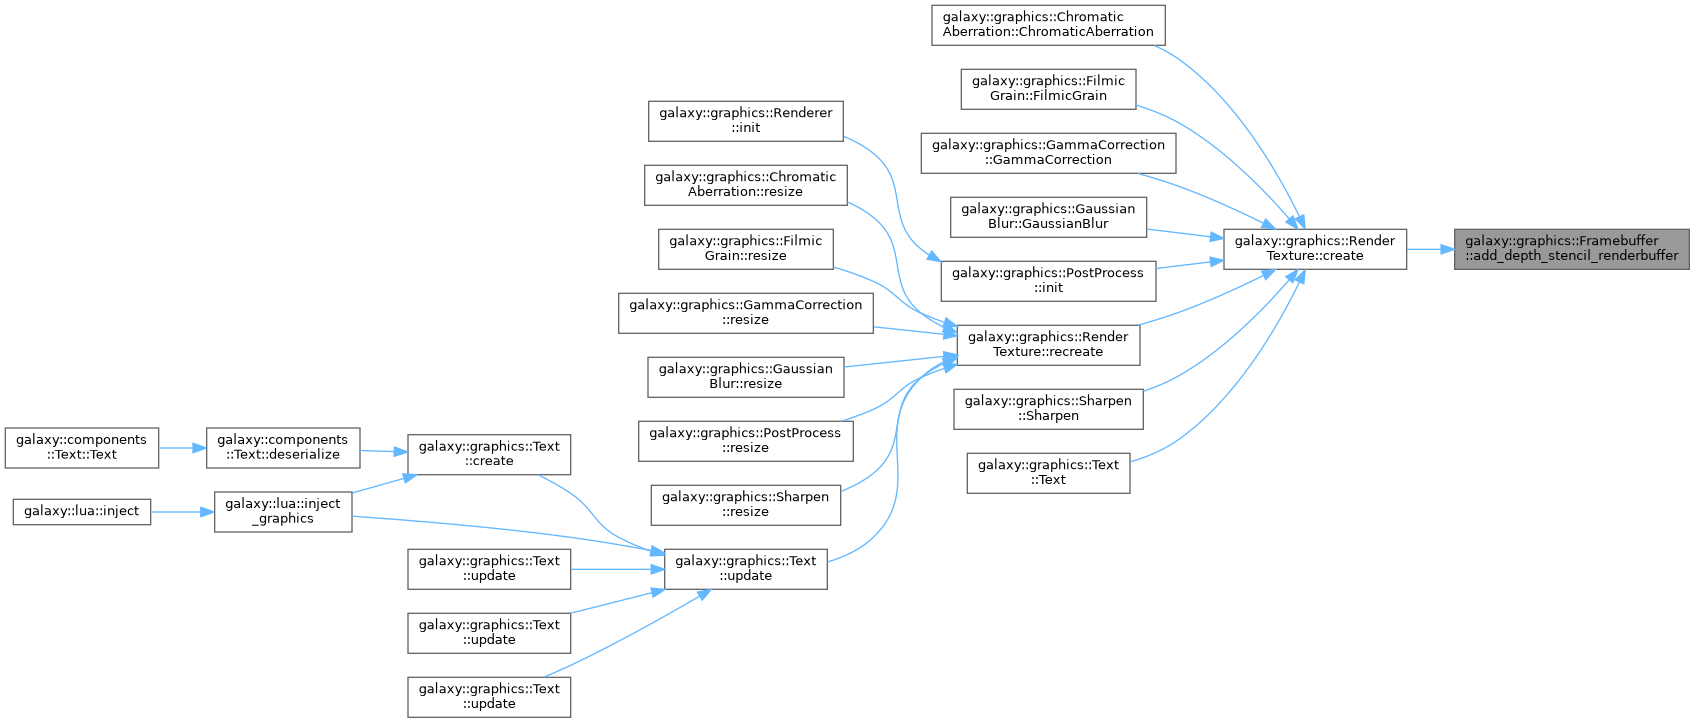 galaxy::graphics::Chromatic
Aberration::ChromaticAberration
galaxy::graphics::Filmic
Grain::FilmicGrain
galaxy::graphics::Renderer
::init
galaxy::graphics::GammaCorrection
::GammaCorrection
galaxy::graphics::Chromatic
Aberration::resize
galaxy::graphics::Gaussian
Blur::GaussianBlur
galaxy::graphics::Filmic
Grain::resize
galaxy::graphics::Render
Texture::create
galaxy::graphics::Framebuffer
::add_depth_stencil_renderbuffer
galaxy::graphics::PostProcess
::init
galaxy::graphics::GammaCorrection
::resize
galaxy::graphics::Render
Texture::recreate
galaxy::graphics::Gaussian
Blur::resize
galaxy::graphics::Sharpen
::Sharpen
galaxy::graphics::PostProcess
::resize
galaxy::components
::Text::Text
galaxy::components
::Text::deserialize
galaxy::graphics::Text
::create
galaxy::graphics::Text
::Text
galaxy::lua::inject
galaxy::lua::inject
_graphics
galaxy::graphics::Sharpen
::resize
galaxy::graphics::Text
::update
galaxy::graphics::Text
::update
galaxy::graphics::Text
::update
galaxy::graphics::Text
::update